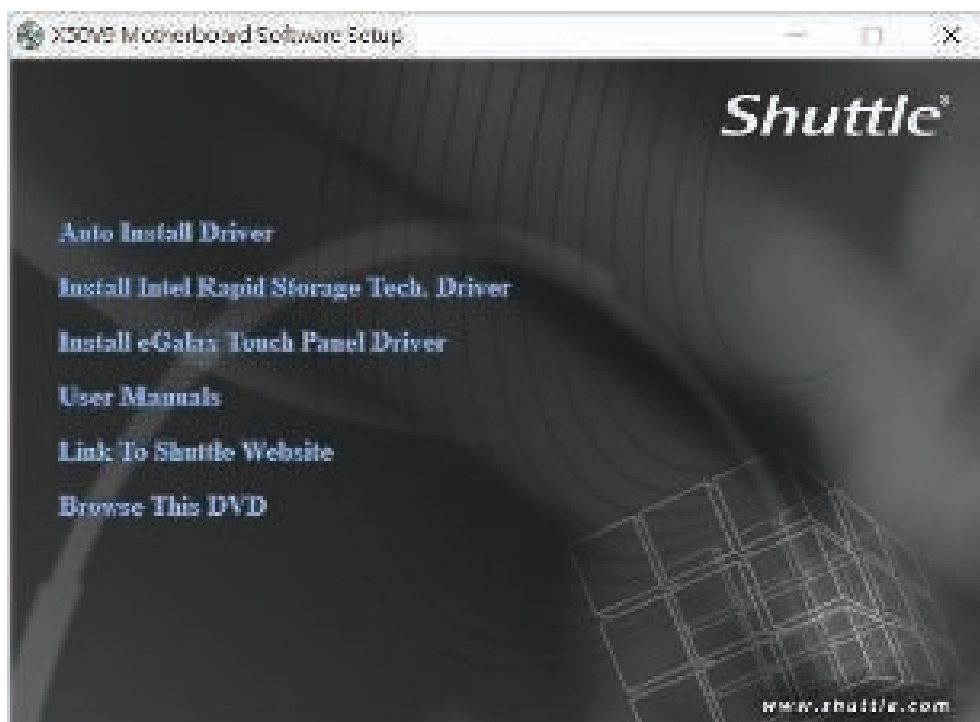 X50V9 Motherboard Software Setup
Shuttle®
Auto Install Driver
Install Intel Rapid Storage Tech. Driver
Install eGalax Touch Panel Driver
User Manuals
Link To Shuttle Website
Browse This DVD
www.shuttle.com